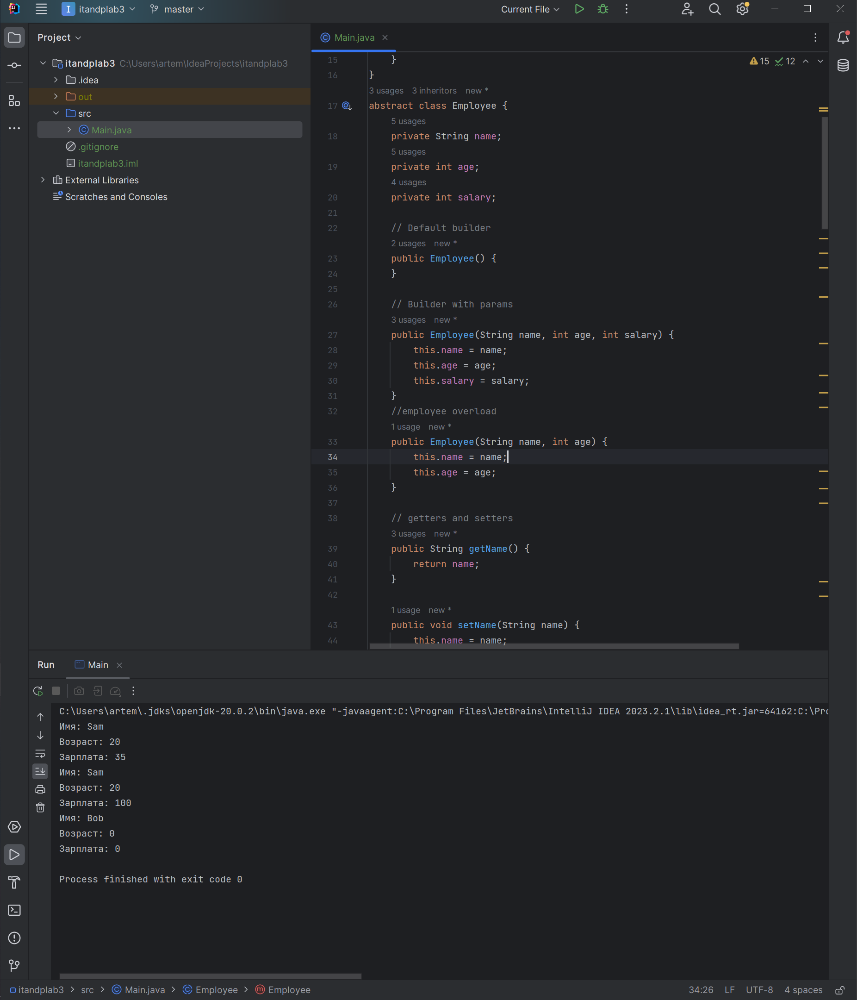 itandplab3 master Current File
Project
itandplab3 C:\Users\artem\IdeaProjects\itandplab3
.idea
out
src
Main.java
.gitignore
itandplab3.iml
External Libraries
Scratches and Consoles
Main.java
15 12
15 }
16 }
3 usages 3 inheritors new *
17 abstract class Employee {
5 usages
18 private String name;
5 usages
19 private int age;
4 usages
20 private int salary;
21
22 // Default builder
2 usages new *
23 public Employee() {
24 }
25
26 // Builder with params
3 usages new *
27 public Employee(String name, int age, int salary) {
28 this.name = name;
29 this.age = age;
30 this.salary = salary;
31 }
32 //employee overload
1 usage new *
33 public Employee(String name, int age) {
34 this.name = name;
35 this.age = age;
36 }
37
38 // getters and setters
3 usages new *
39 public String getName() {
40 return name;
41 }
42
1 usage new *
43 public void setName(String name) {
44 this.name = name;
Run Main
C:\Users\artem\.jdks\openjdk-20.0.2\bin\java.exe "-javaagent:C:\Program Files\JetBrains\IntelliJ IDEA 2023.2.1\lib\idea_rt.jar=64162:C:\Pro
Имя: Sam
Возраст: 20
Зарплата: 35
Имя: Sam
Возраст: 20
Зарплата: 100
Имя: Bob
Возраст: 0
Зарплата: 0
Process finished with exit code 0
itandplab3 > src > Main.java > Employee > Employee 34:26 LF UTF-8 4 spaces